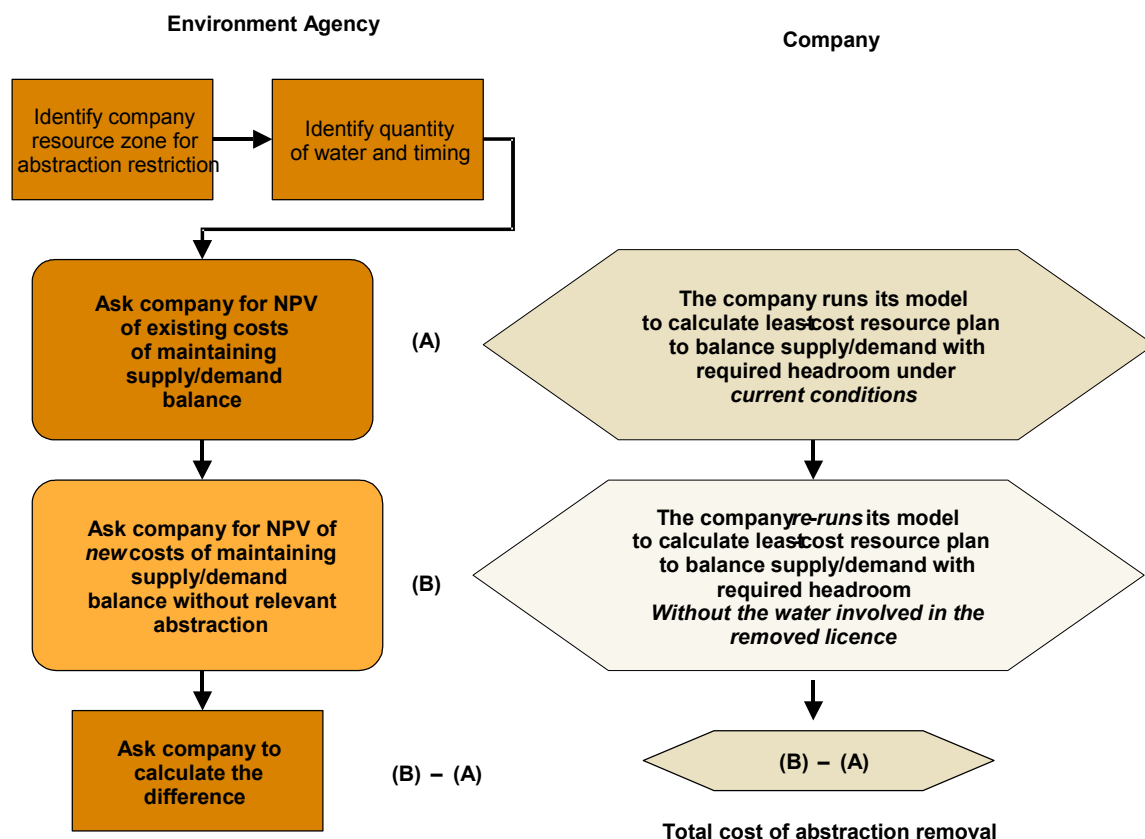 Environment Agency
Company
Identify company
resource zone for
abstraction restriction
Identify quantity
of water and timing
Ask company for NPV
of existing costs
of maintaining
supply/demand
balance
(A)
The company runs its model
to calculate least-cost resource plan
to balance supply/demand with
required headroom under
current conditions
Ask company for NPV of
new costs of maintaining
supply/demand
balance without relevant
abstraction
(B)
The company re-runs its model
to calculate least-cost resource plan
to balance supply/demand with
required headroom
Without the water involved in the
removed licence
Ask company to
calculate the
difference
(B) – (A)
(B) – (A)
Total cost of abstraction removal